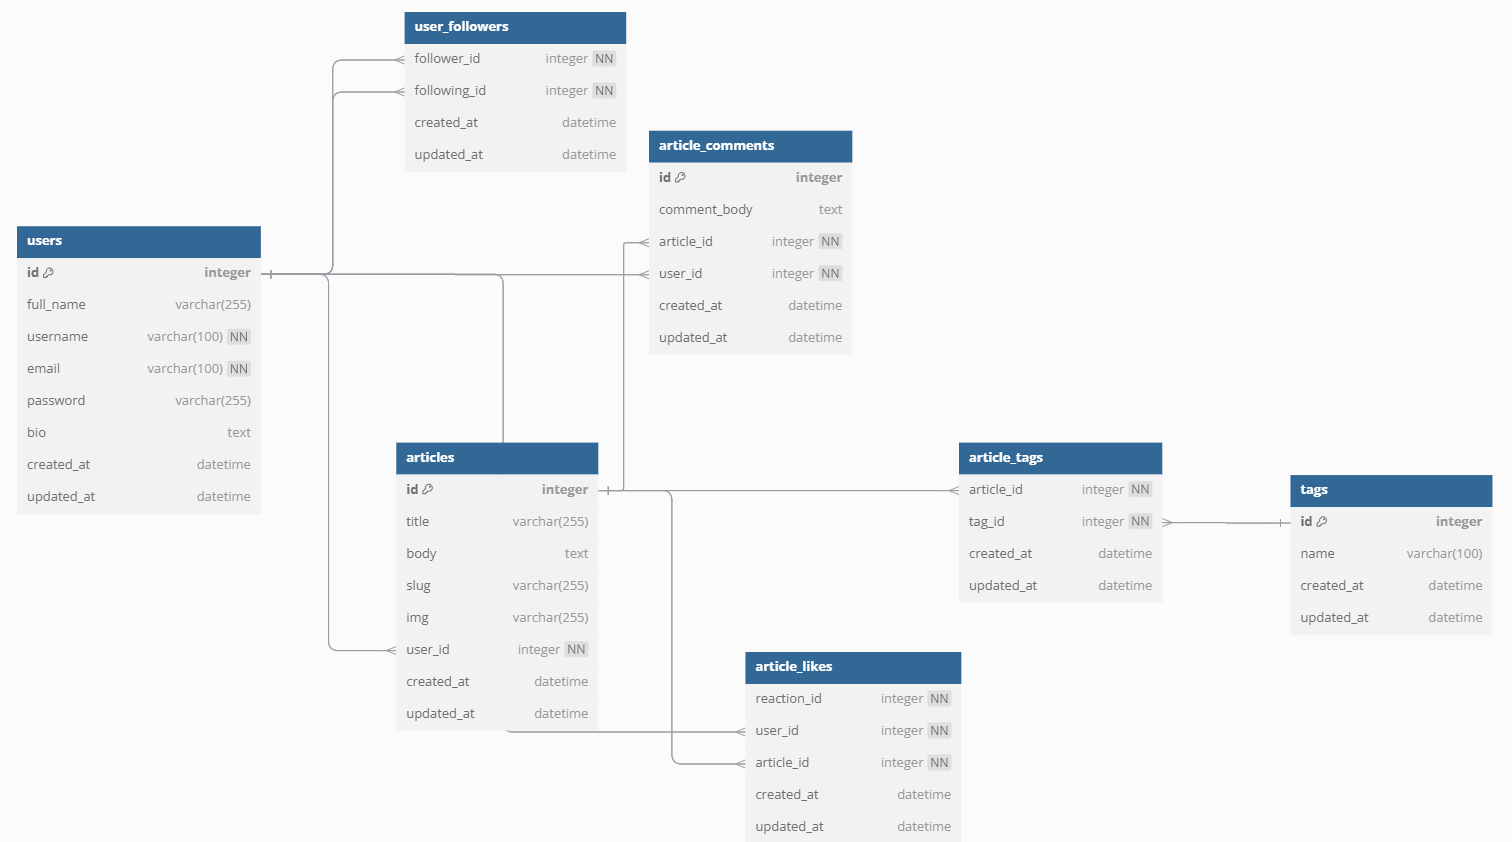 user_followers
follower_id integer NN
following_id integer NN
created_at datetime
updated_at datetime
article_comments
id integer
comment_body text
article_id integer NN
user_id integer NN
created_at datetime
updated_at datetime
users
id integer
full_name varchar(255)
username varchar(100) NN
email varchar(100) NN
password varchar(255)
bio text
created_at datetime
updated_at datetime
articles
id integer
title varchar(255)
body text
slug varchar(255)
img varchar(255)
user_id integer NN
created_at datetime
updated_at datetime
article_tags
article_id integer NN
tag_id integer NN
created_at datetime
updated_at datetime
tags
id integer
name varchar(100)
created_at datetime
updated_at datetime
article_likes
reaction_id integer NN
user_id integer NN
article_id integer NN
created_at datetime
updated_at datetime